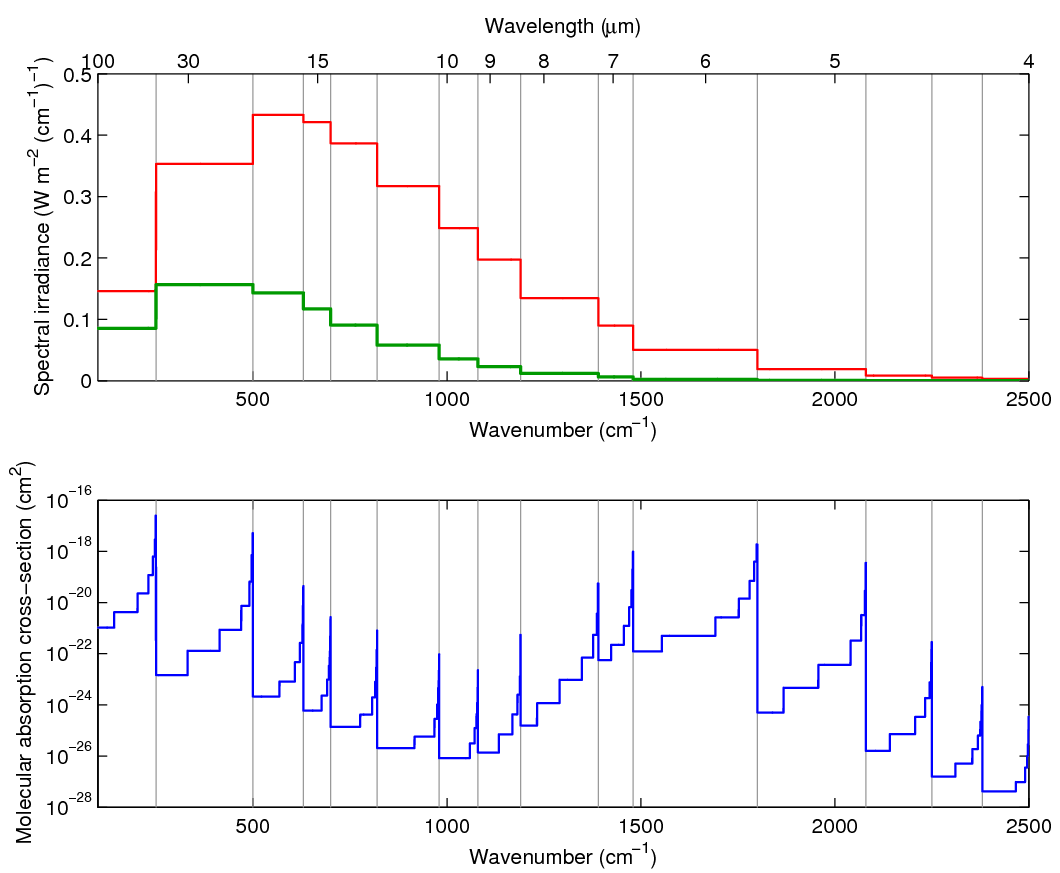 Wavelength (μm)
100 30 15 10 9 8 7 6 5 4
Spectral irradiance (W m⁻² (cm⁻¹)⁻¹)
0.5
0.4
0.3
0.2
0.1
0
500 1000 1500 2000 2500
Wavenumber (cm⁻¹)
Molecular absorption cross−section (cm²)
10⁻¹⁶
10⁻¹⁸
10⁻²⁰
10⁻²²
10⁻²⁴
10⁻²⁶
10⁻²⁸
500 1000 1500 2000 2500
Wavenumber (cm⁻¹)